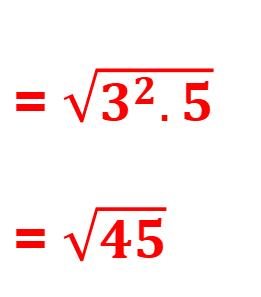 = √3². 5
= √45